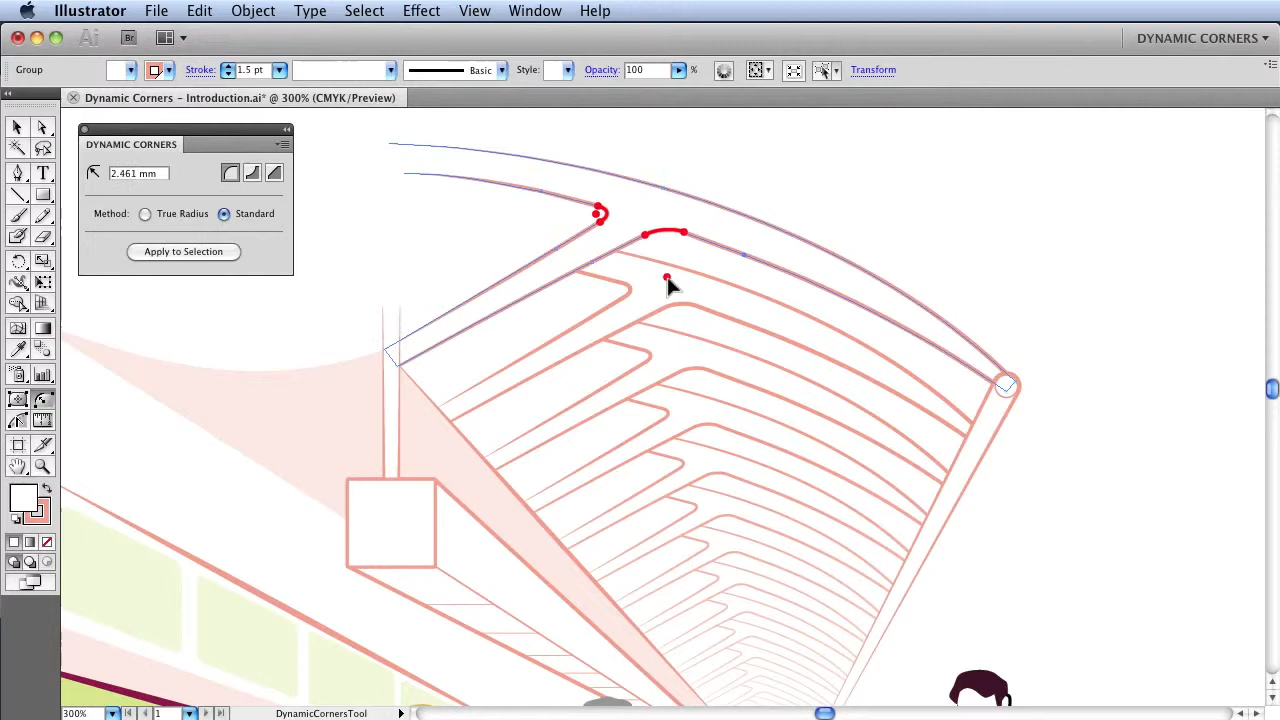 Illustrator File Edit Object Type Select Effect View Window Help
Ai Br DYNAMIC CORNERS
Group Stroke: 1.5 pt Basic Style: Opacity: 100 % Transform
Dynamic Corners – Introduction.ai* @ 300% (CMYK/Preview)
DYNAMIC CORNERS
2.461 mm
Method: True Radius Standard
Apply to Selection
T
300% 1 DynamicCornersTool